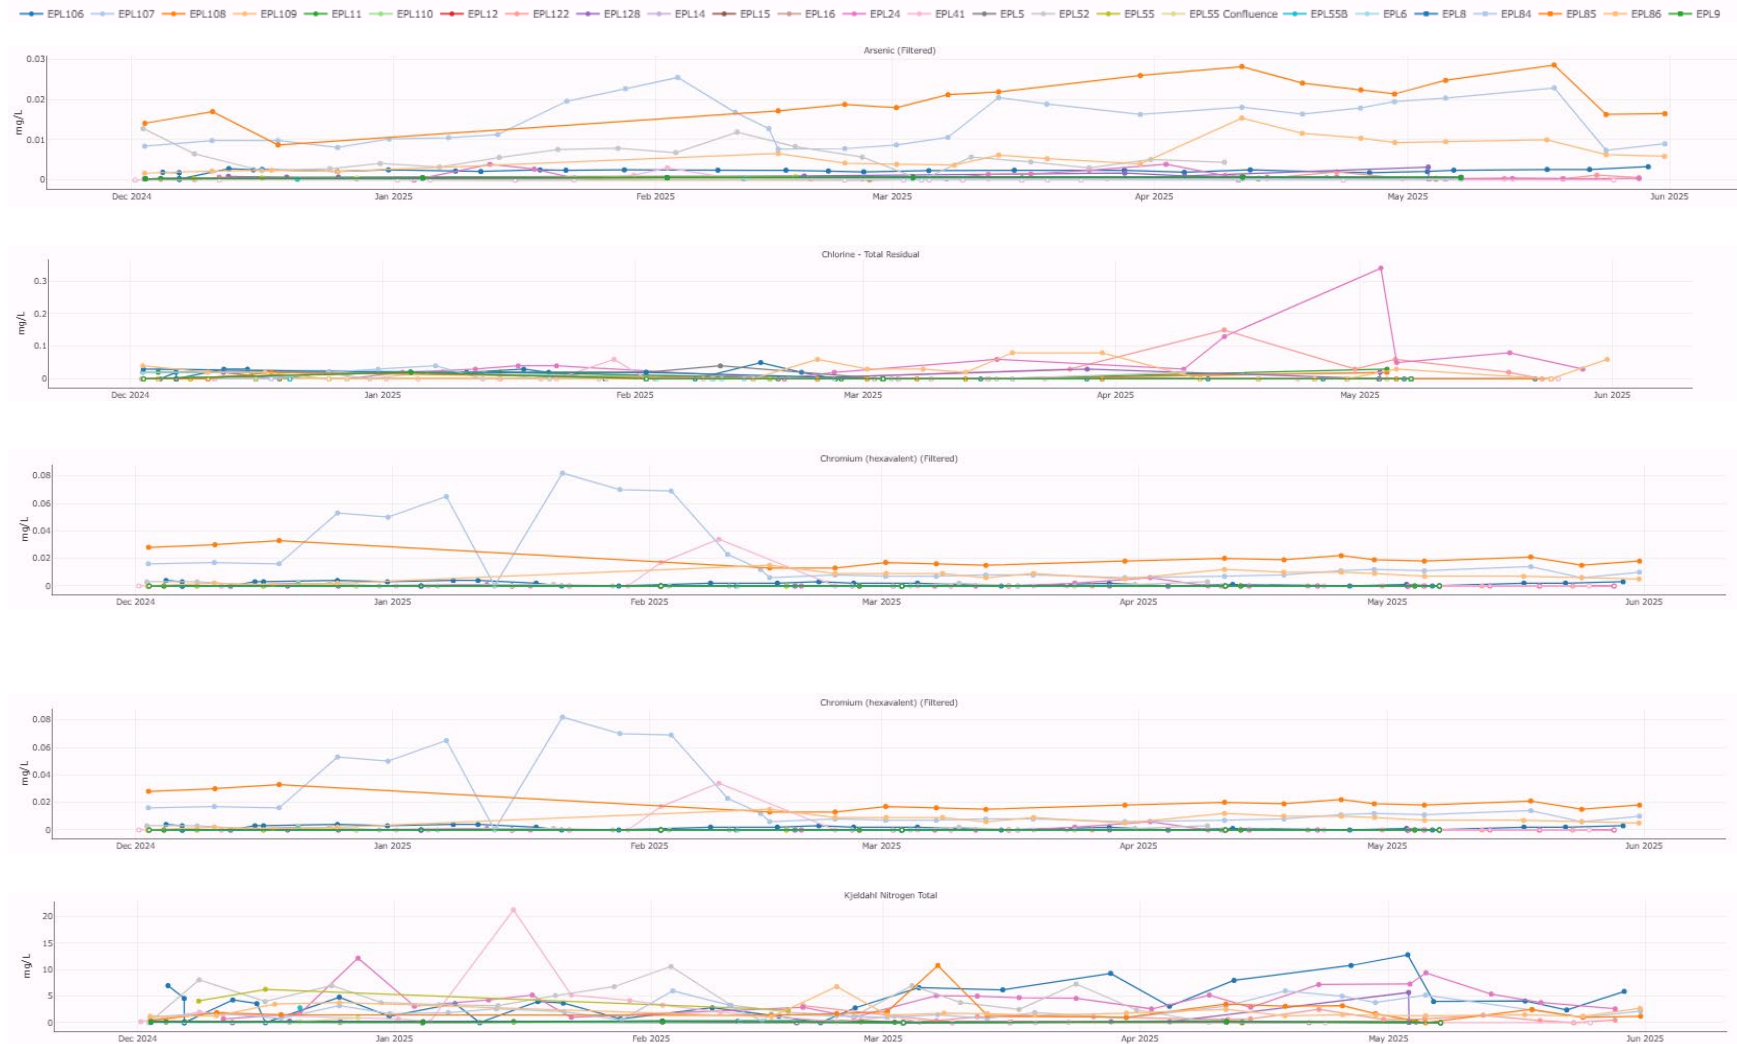 EPL106 EPL107 EPL108 EPL109 EPL11 EPL110 EPL12 EPL122 EPL128 EPL14 EPL15 EPL16 EPL24 EPL41 EPL5 EPL52 EPL55 EPL55 Confluence EPL55B EPL6 EPL8 EPL84 EPL85 EPL86 EPL9
Arsenic (Filtered)
mg/L
0.03
0.02
0.01
0
Dec 2024 Jan 2025 Feb 2025 Mar 2025 Apr 2025 May 2025 Jun 2025
Chlorine - Total Residual
mg/L
0.3
0.2
0.1
0
Dec 2024 Jan 2025 Feb 2025 Mar 2025 Apr 2025 May 2025 Jun 2025
Chromium (hexavalent) (Filtered)
mg/L
0.08
0.06
0.04
0.02
0
Dec 2024 Jan 2025 Feb 2025 Mar 2025 Apr 2025 May 2025 Jun 2025
Chromium (hexavalent) (Filtered)
mg/L
0.08
0.06
0.04
0.02
0
Dec 2024 Jan 2025 Feb 2025 Mar 2025 Apr 2025 May 2025 Jun 2025
Kjeldahl Nitrogen Total
mg/L
20
15
10
5
0
Dec 2024 Jan 2025 Feb 2025 Mar 2025 Apr 2025 May 2025 Jun 2025